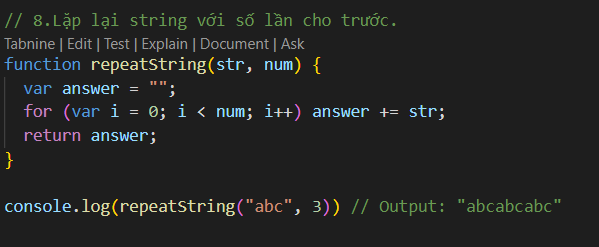 // 8.Lặp lại string với số lần cho trước.
Tabnine | Edit | Test | Explain | Document | Ask
function repeatString(str, num) {
  var answer = "";
  for (var i = 0; i < num; i++) answer += str;
  return answer;
}
console.log(repeatString("abc", 3)) // Output: "abcabcabc"